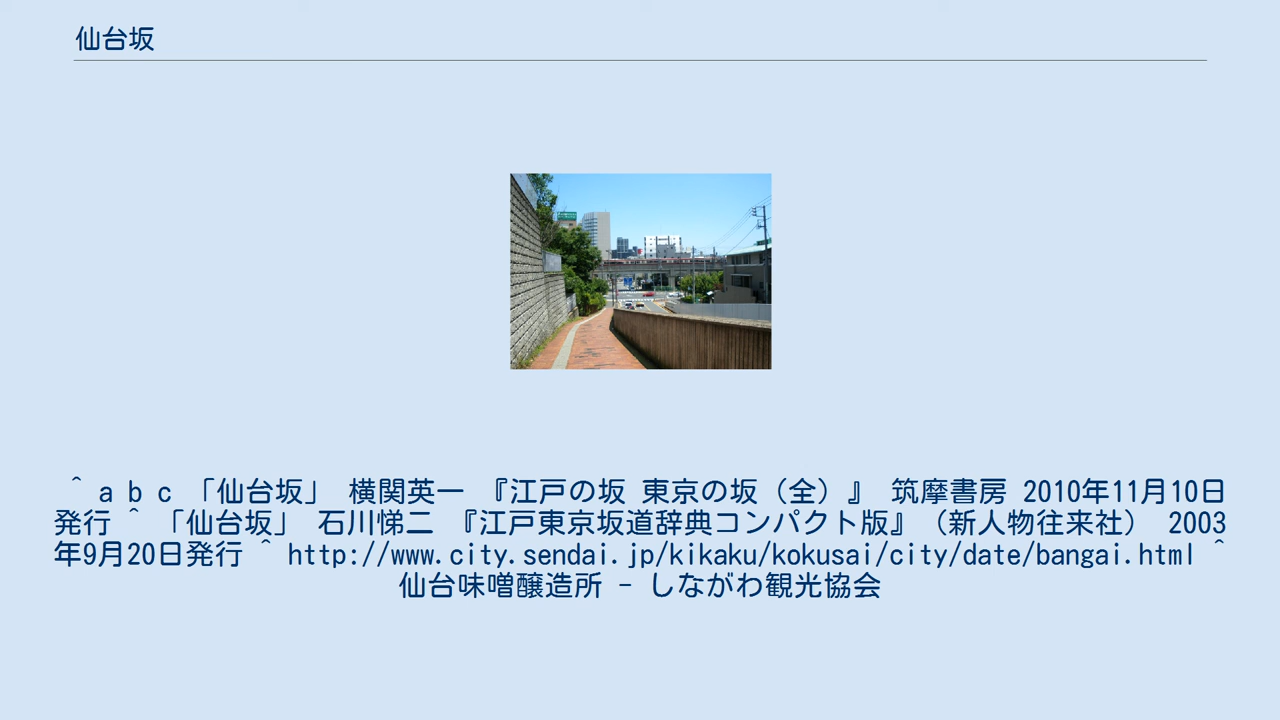 仙台坂
^ a b c 「仙台坂」 横関英一 『江戸の坂 東京の坂（全）』 筑摩書房 2010年11月10日
発行 ^ 「仙台坂」 石川悌二 『江戸東京坂道辞典コンパクト版』（新人物往来社） 2003
年9月20日発行 ^ http://www.city.sendai.jp/kikaku/kokusai/city/date/bangai.html ^
仙台味噌醸造所 - しながわ観光協会